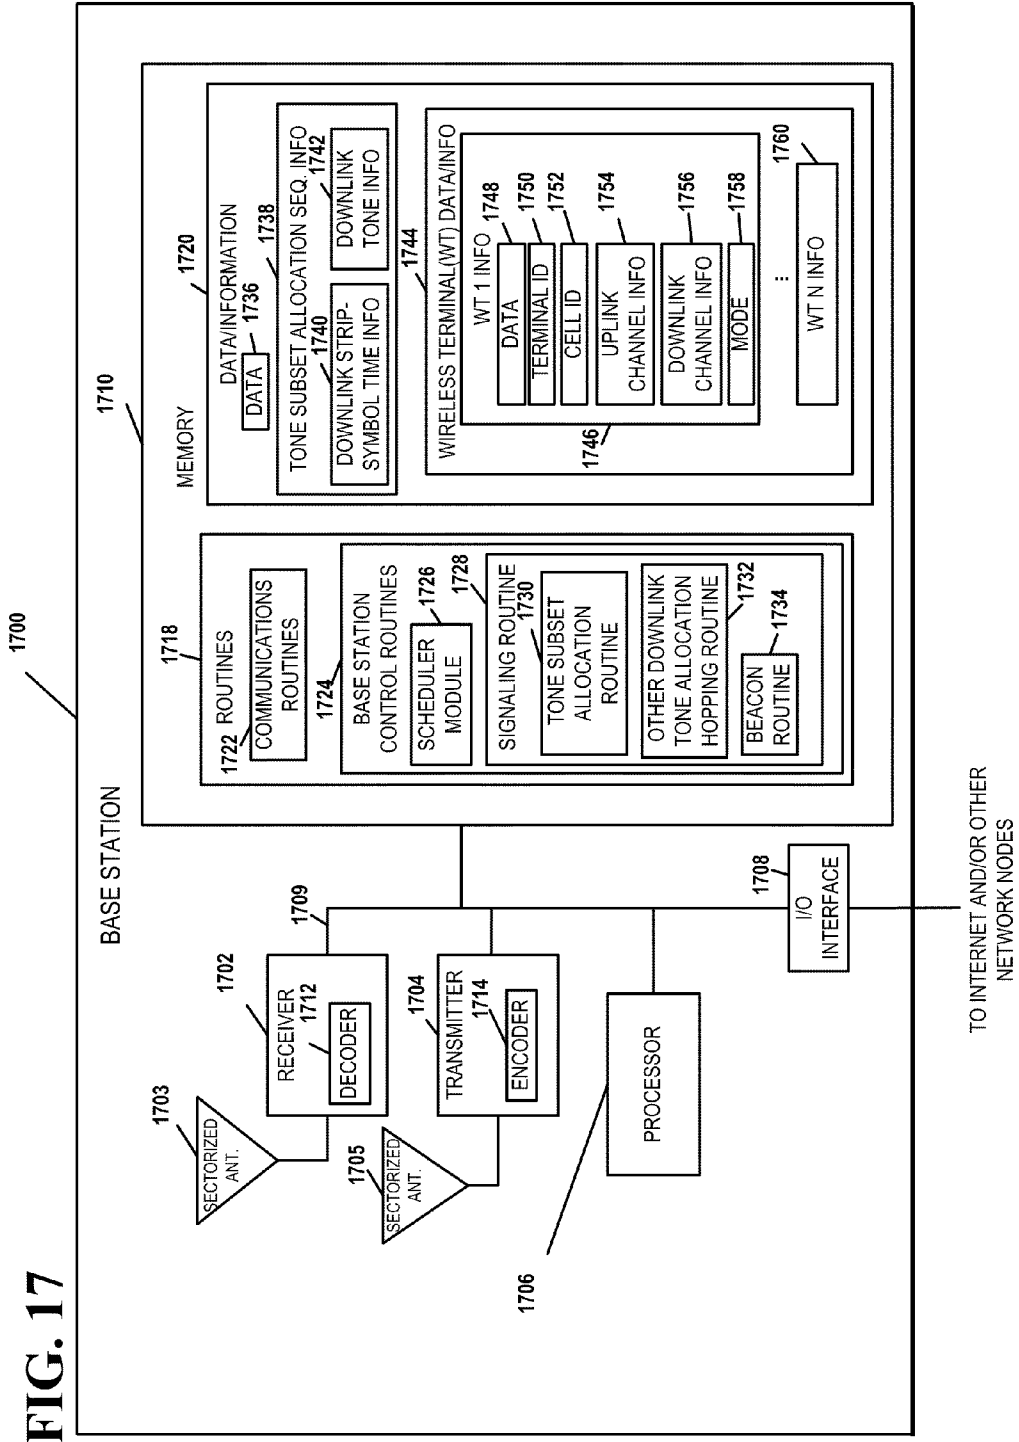 FIG. 17
1700
BASE STATION
1703
SECTORIZED
ANT.
1702
RECEIVER
1712
DECODER
1709
1705
SECTORIZED
ANT.
1704
TRANSMITTER
1714
ENCODER
1706
PROCESSOR
1708
I/O
INTERFACE
TO INTERNET AND/OR OTHER
NETWORK NODES
1710
MEMORY
1718
ROUTINES
1722
COMMUNICATIONS
ROUTINES
1724
BASE STATION
CONTROL ROUTINES
1726
SCHEDULER
MODULE
1728
SIGNALING ROUTINE
1730
TONE SUBSET
ALLOCATION
ROUTINE
1732
OTHER DOWNLINK
TONE ALLOCATION
HOPPING ROUTINE
1734
BEACON
ROUTINE
1720
DATA/INFORMATION
1736
DATA
1738
TONE SUBSET ALLOCATION SEQ. INFO
1740
DOWNLINK STRIP-
SYMBOL TIME INFO
1742
DOWNLINK
TONE INFO
1744
WIRELESS TERMINAL(WT) DATA/INFO
1746
WT 1 INFO
1748
DATA
1750
TERMINAL ID
1752
CELL ID
1754
UPLINK
CHANNEL INFO
1756
DOWNLINK
CHANNEL INFO
1758
MODE
...
1760
WT N INFO